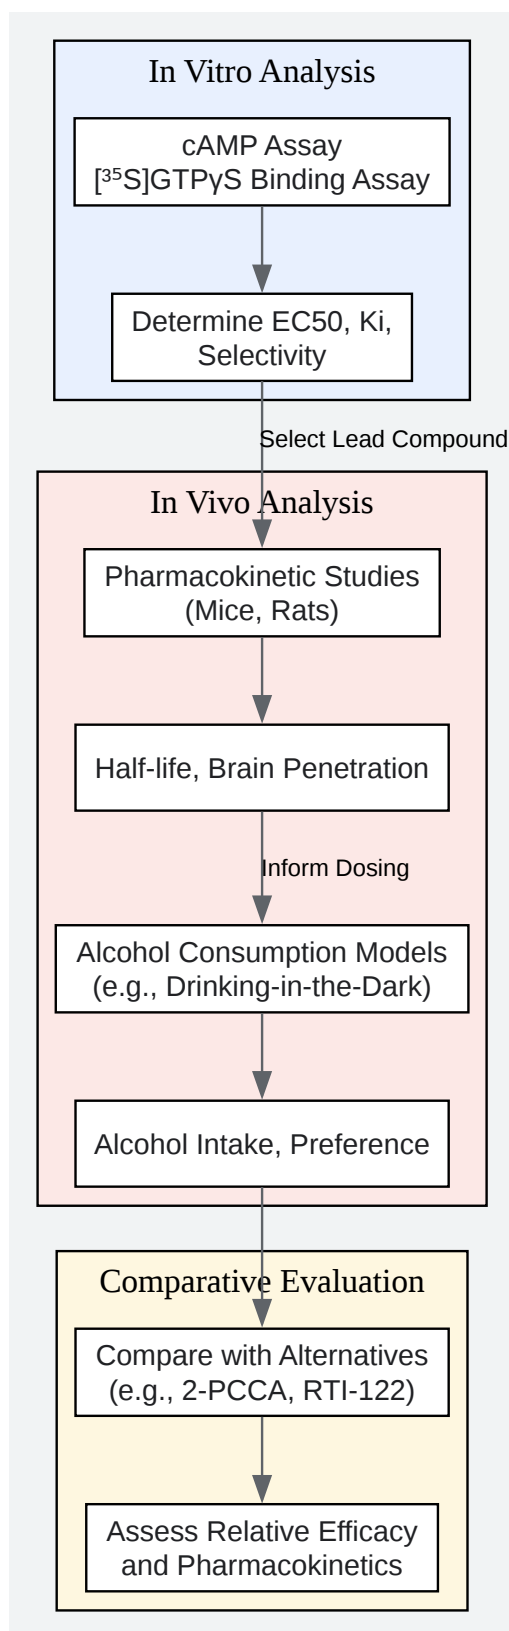 In Vitro Analysis
cAMP Assay
[³⁵S]GTPγS Binding Assay
Determine EC50, Ki,
Selectivity
Select Lead Compound
In Vivo Analysis
Pharmacokinetic Studies
(Mice, Rats)
Half-life, Brain Penetration
Inform Dosing
Alcohol Consumption Models
(e.g., Drinking-in-the-Dark)
Alcohol Intake, Preference
Comparative Evaluation
Compare with Alternatives
(e.g., 2-PCCA, RTI-122)
Assess Relative Efficacy
and Pharmacokinetics